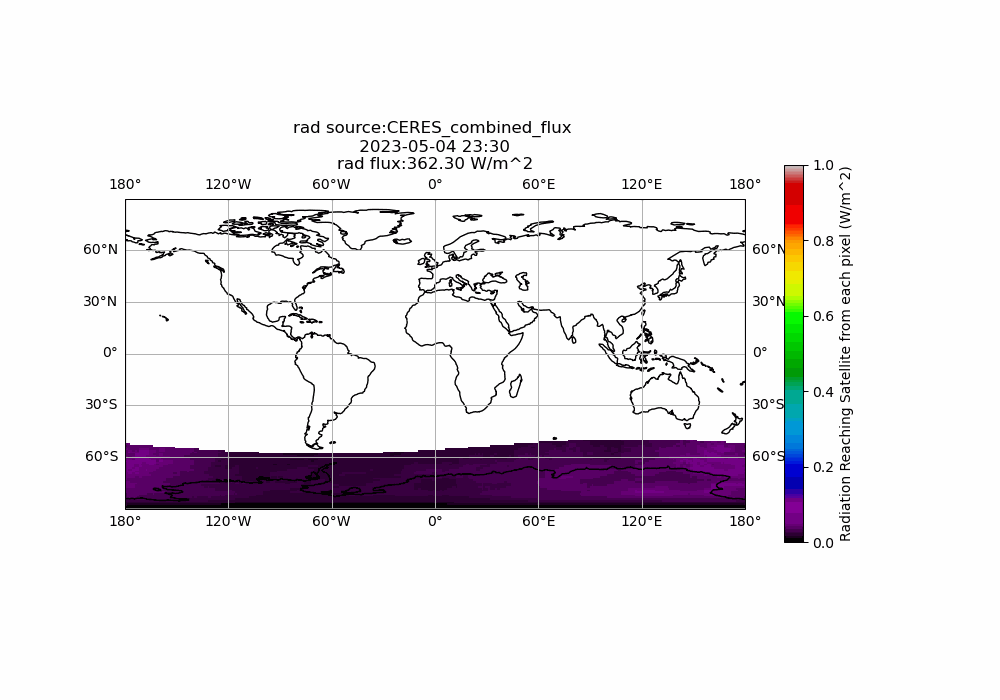 rad source:CERES_combined_flux
2023-05-04 23:30
rad flux:362.30 W/m^2
180° 120°W 60°W 0° 60°E 120°E 180°
60°N 60°N
30°N 30°N
0° 0°
30°S 30°S
60°S 60°S
180° 120°W 60°W 0° 60°E 120°E 180°
1.0
0.8
0.6
0.4
0.2
0.0
Radiation Reaching Satellite from each pixel (W/m^2)